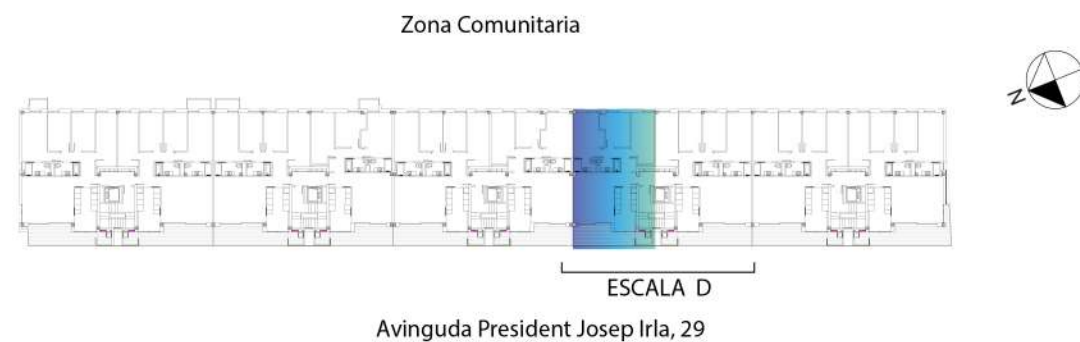 Zona Comunitaria
N
ESCALA D
Avinguda President Josep Irla, 29